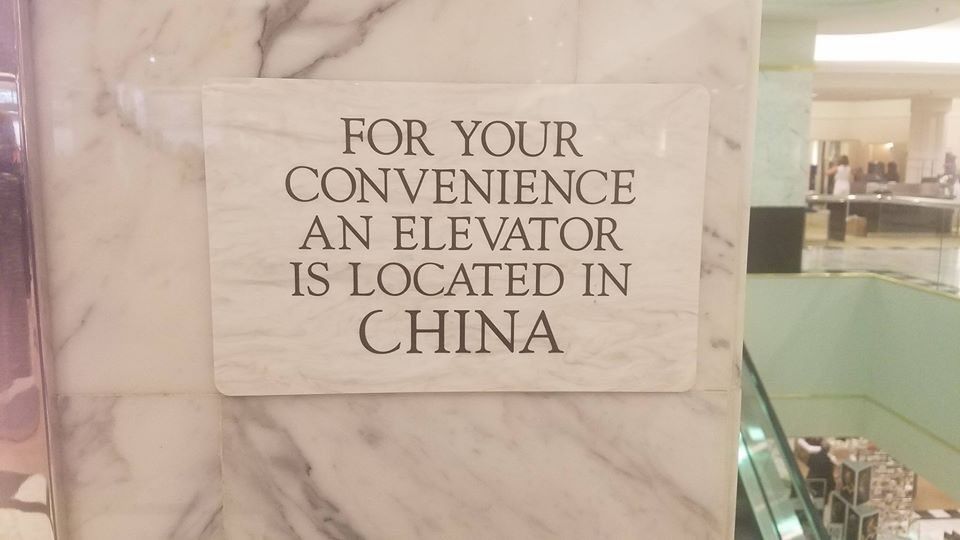 FOR YOUR
CONVENIENCE
AN ELEVATOR
IS LOCATED IN
CHINA